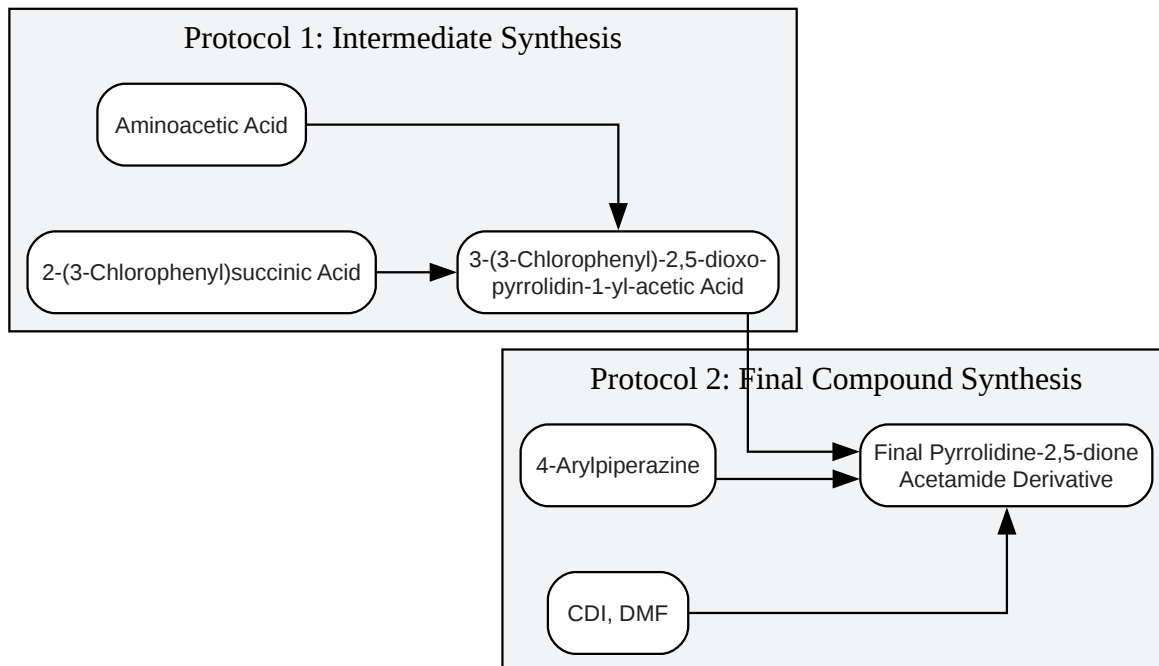 Protocol 1: Intermediate Synthesis
Aminoacetic Acid
2-(3-Chlorophenyl)succinic Acid
3-(3-Chlorophenyl)-2,5-dioxo-
pyrrolidin-1-yl-acetic Acid
Protocol 2: Final Compound Synthesis
4-Arylpiperazine
Final Pyrrolidine-2,5-dione
Acetamide Derivative
CDI, DMF